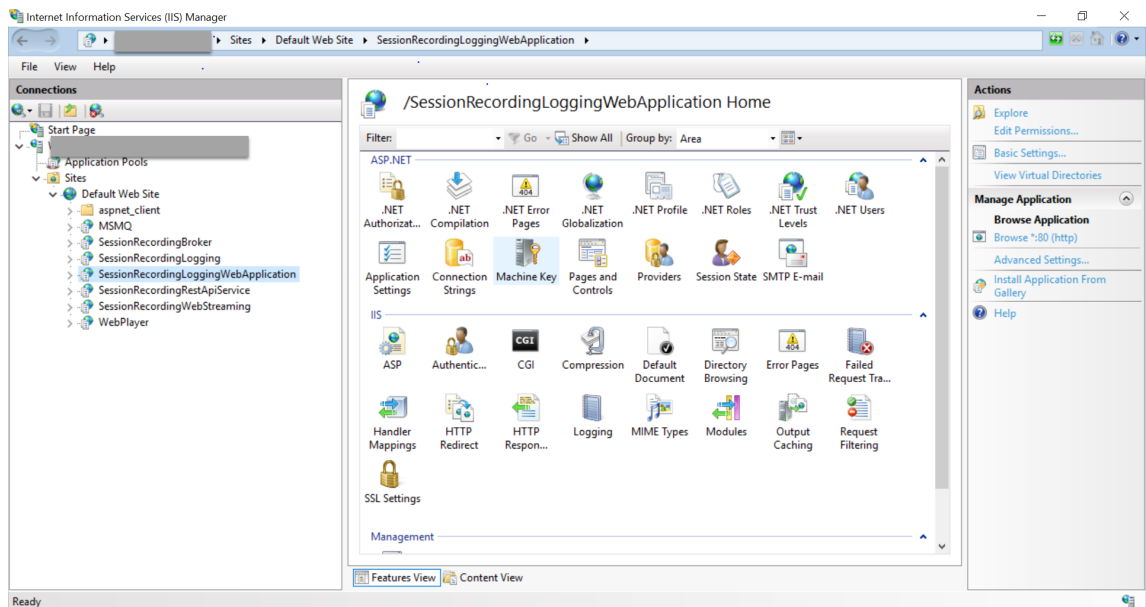 Internet Information Services (IIS) Manager
Sites Default Web Site SessionRecordingLoggingWebApplication
File View Help
Connections
Start Page
Application Pools
Sites
Default Web Site
aspnet_client
MSMQ
SessionRecordingBroker
SessionRecordingLogging
SessionRecordingLoggingWebApplication
SessionRecordingRestApiService
SessionRecordingWebStreaming
WebPlayer
/SessionRecordingLoggingWebApplication Home
Filter: Go Show All Group by: Area
ASP.NET
.NET Authorizat...
.NET Compilation
404
.NET Error Pages
.NET Globalization
.NET Profile
.NET Roles
.NET Trust Levels
.NET Users
Application Settings
ab
Connection Strings
Machine Key
Pages and Controls
Providers
Session State
SMTP E-mail
IIS
ASP
Authentic...
CGI
CGI
Compression
Default Document
Directory Browsing
404
Error Pages
Failed Request Tra...
Handler Mappings
HTTP Redirect
HTTP Respon...
Logging
MIME Types
Modules
Output Caching
Request Filtering
SSL Settings
Management
Features View Content View
Actions
Explore
Edit Permissions...
Basic Settings...
View Virtual Directories
Manage Application
Browse Application
Browse *:80 (http)
Advanced Settings...
Install Application From
Gallery
Help
Ready